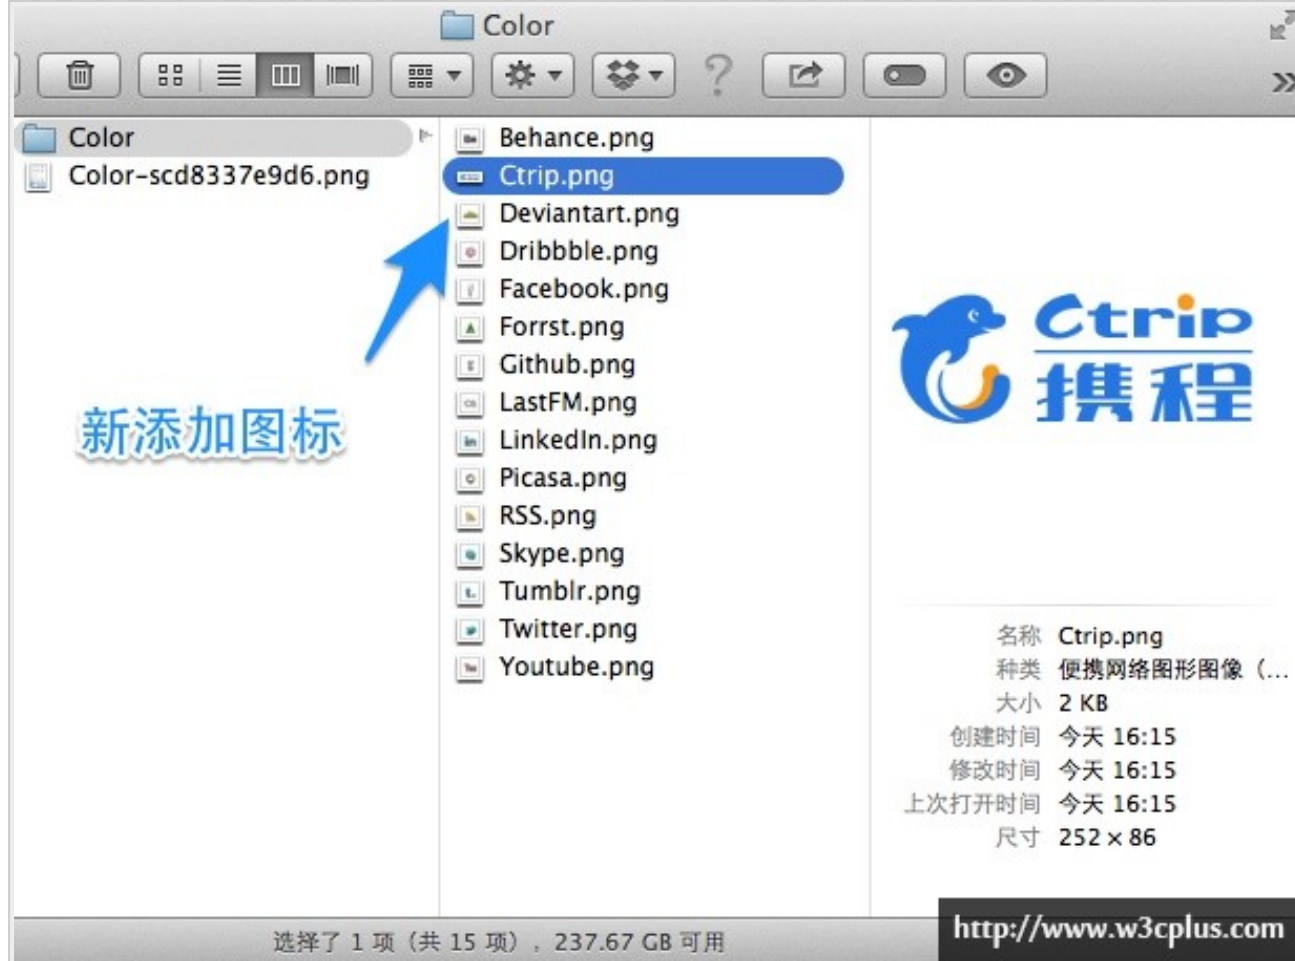 Color
Color
Color-scd8337e9d6.png
Behance.png
Ctrip.png
Deviantart.png
Dribbble.png
Facebook.png
Forrst.png
Github.png
LastFM.png
LinkedIn.png
Picasa.png
RSS.png
Skype.png
Tumblr.png
Twitter.png
Youtube.png
新添加图标
Ctrip
携程
名称 Ctrip.png
种类 便携网络图形图像（...
大小 2 KB
创建时间 今天 16:15
修改时间 今天 16:15
上次打开时间 今天 16:15
尺寸 252 × 86
选择了 1 项（共 15 项），237.67 GB 可用
http://www.w3cplus.com